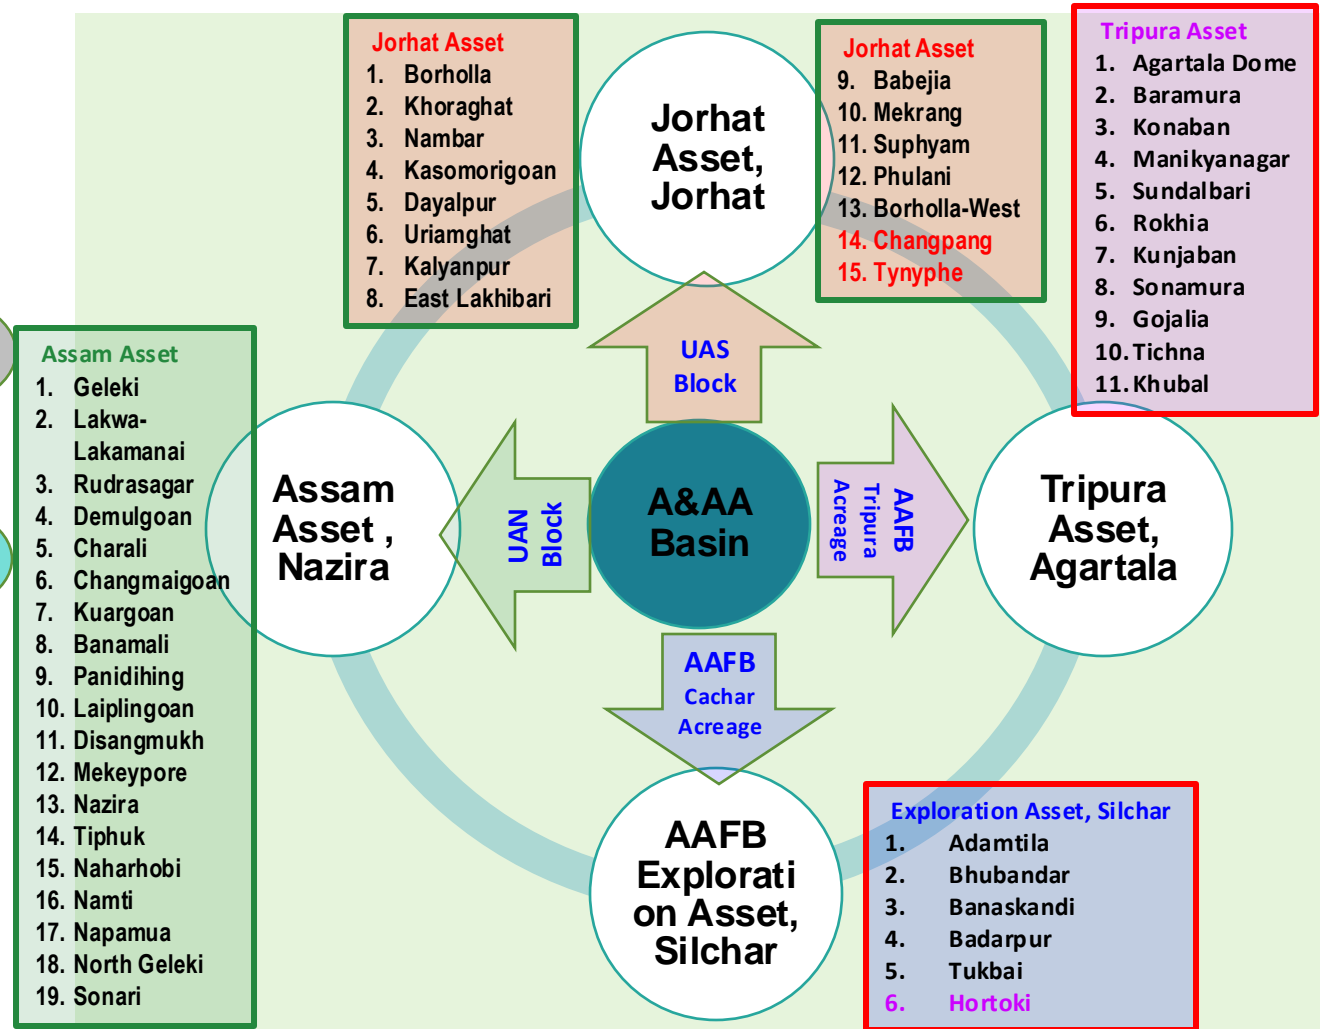 Jorhat Asset
1. Borholla
2. Khoraghat
3. Nambar
4. Kasomorigoan
5. Dayalpur
6. Uriamghat
7. Kalyanpur
8. East Lakhibari
Jorhat
Asset,
Jorhat
Jorhat Asset
9. Babejia
10. Mekrang
11. Suphyam
12. Phulani
13. Borholla-West
14. Changpang
15. Tynyphe
Tripura Asset
1. Agartala Dome
2. Baramura
3. Konaban
4. Manikyanagar
5. Sundalbari
6. Rokhia
7. Kunjaban
8. Sonamura
9. Gojalia
10. Tichna
11. Khubal
Assam Asset
1. Geleki
2. Lakwa-
Lakamanai
3. Rudrasagar
4. Demulgoan
5. Charali
6. Changmaigoan
7. Kuargoan
8. Banamali
9. Panidihing
10. Laiplingoan
11. Disangmukh
12. Mekeypore
13. Nazira
14. Tiphuk
15. Naharhobi
16. Namti
17. Napamua
18. North Geleki
19. Sonari
Assam
Asset ,
Nazira
UAN
Block
UAS
Block
A&AA
Basin
AAFB
Tripura
Acreage
Tripura
Asset,
Agartala
AAFB
Cachar
Acreage
AAFB
Explorati
on Asset,
Silchar
Exploration Asset, Silchar
1. Adamtila
2. Bhubandar
3. Banaskandi
4. Badarpur
5. Tukbai
6. Hortoki